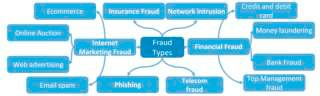 Ecommerce
Insurance Fraud
Network intrusion
Credit and debit
card
Online Auction
Money laundering
Internet
Marketing Fraud
Fraud
Types
Financial Fraud
Web advertising
Bank Fraud
Email spam
Phishing
Telecom
fraud
Top Management
fraud